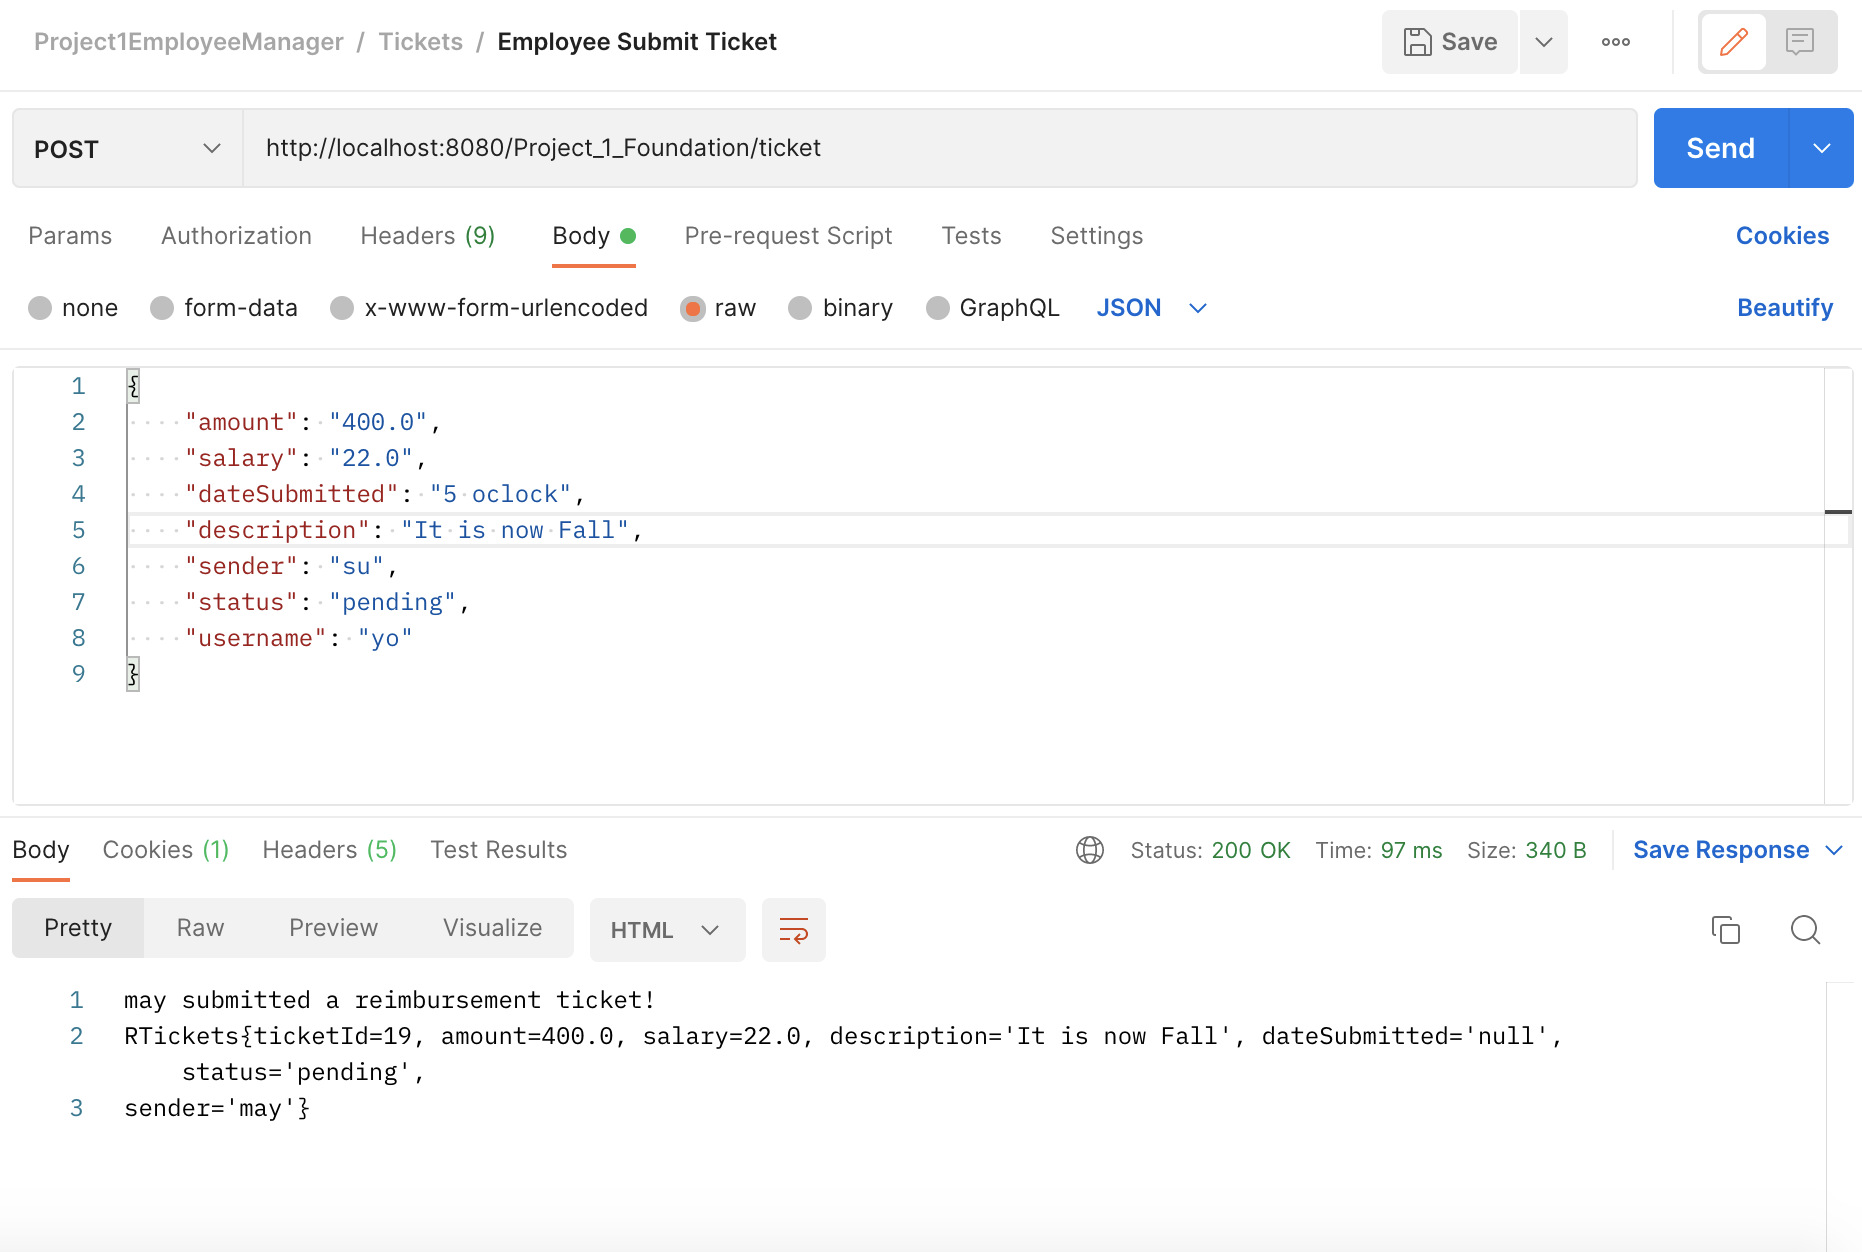 Project1EmployeeManager / Tickets / Employee Submit Ticket
Save
POST
http://localhost:8080/Project_1_Foundation/ticket
Send
Params Authorization Headers (9) Body Pre-request Script Tests Settings Cookies
none form-data x-www-form-urlencoded raw binary GraphQL JSON Beautify
1 {
2 "amount": "400.0",
3 "salary": "22.0",
4 "dateSubmitted": "5 oclock",
5 "description": "It is now Fall",
6 "sender": "su",
7 "status": "pending",
8 "username": "yo"
9 }
Body Cookies (1) Headers (5) Test Results Status: 200 OK Time: 97 ms Size: 340 B Save Response
Pretty Raw Preview Visualize HTML
1 may submitted a reimbursement ticket!
2 RTickets{ticketId=19, amount=400.0, salary=22.0, description='It is now Fall', dateSubmitted='null',
status='pending',
3 sender='may'}